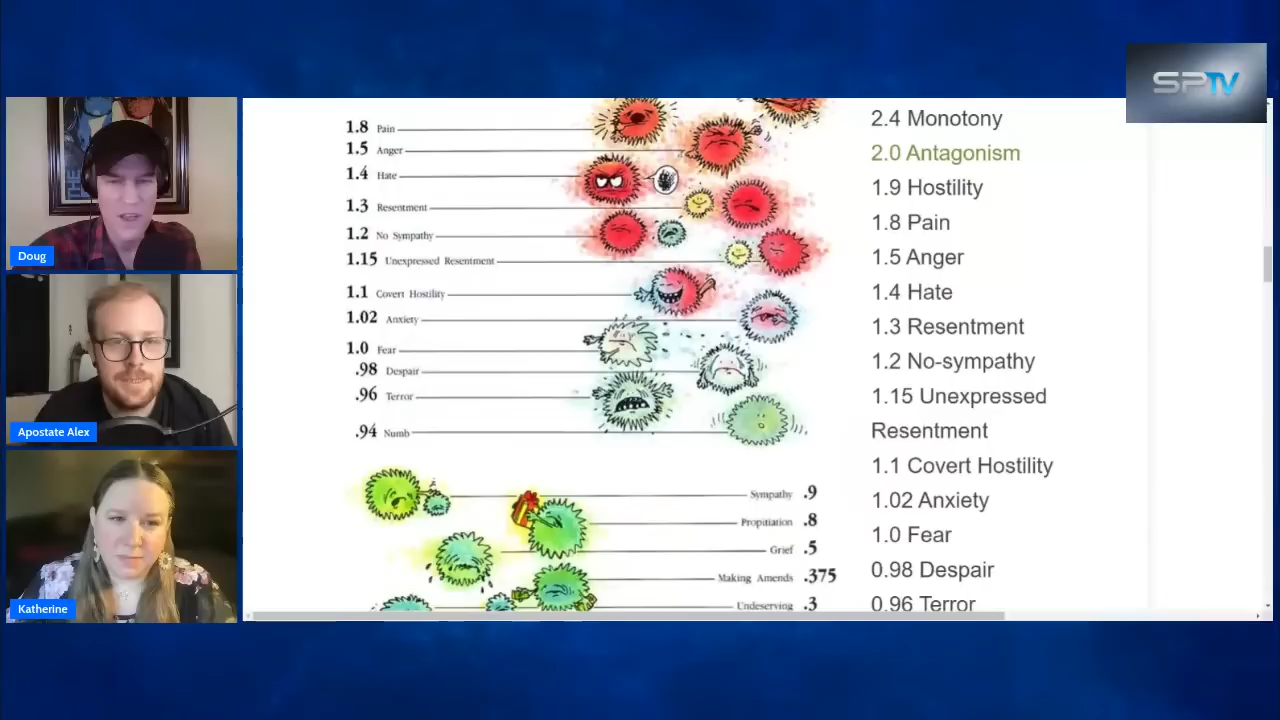 SPTV
Doug
Apostate Alex
Katherine
1.8 Pain
1.5 Anger
1.4 Hate
1.3 Resentment
1.2 No Sympathy
1.15 Unexpressed Resentment
1.1 Covert Hostility
1.02 Anxiety
1.0 Fear
.98 Despair
.96 Terror
.94 Numb
Sympathy .9
Propitiation .8
Grief .5
Making Amends .375
Undeserving .3
2.4 Monotony
2.0 Antagonism
1.9 Hostility
1.8 Pain
1.5 Anger
1.4 Hate
1.3 Resentment
1.2 No-sympathy
1.15 Unexpressed
Resentment
1.1 Covert Hostility
1.02 Anxiety
1.0 Fear
0.98 Despair
0.96 Terror